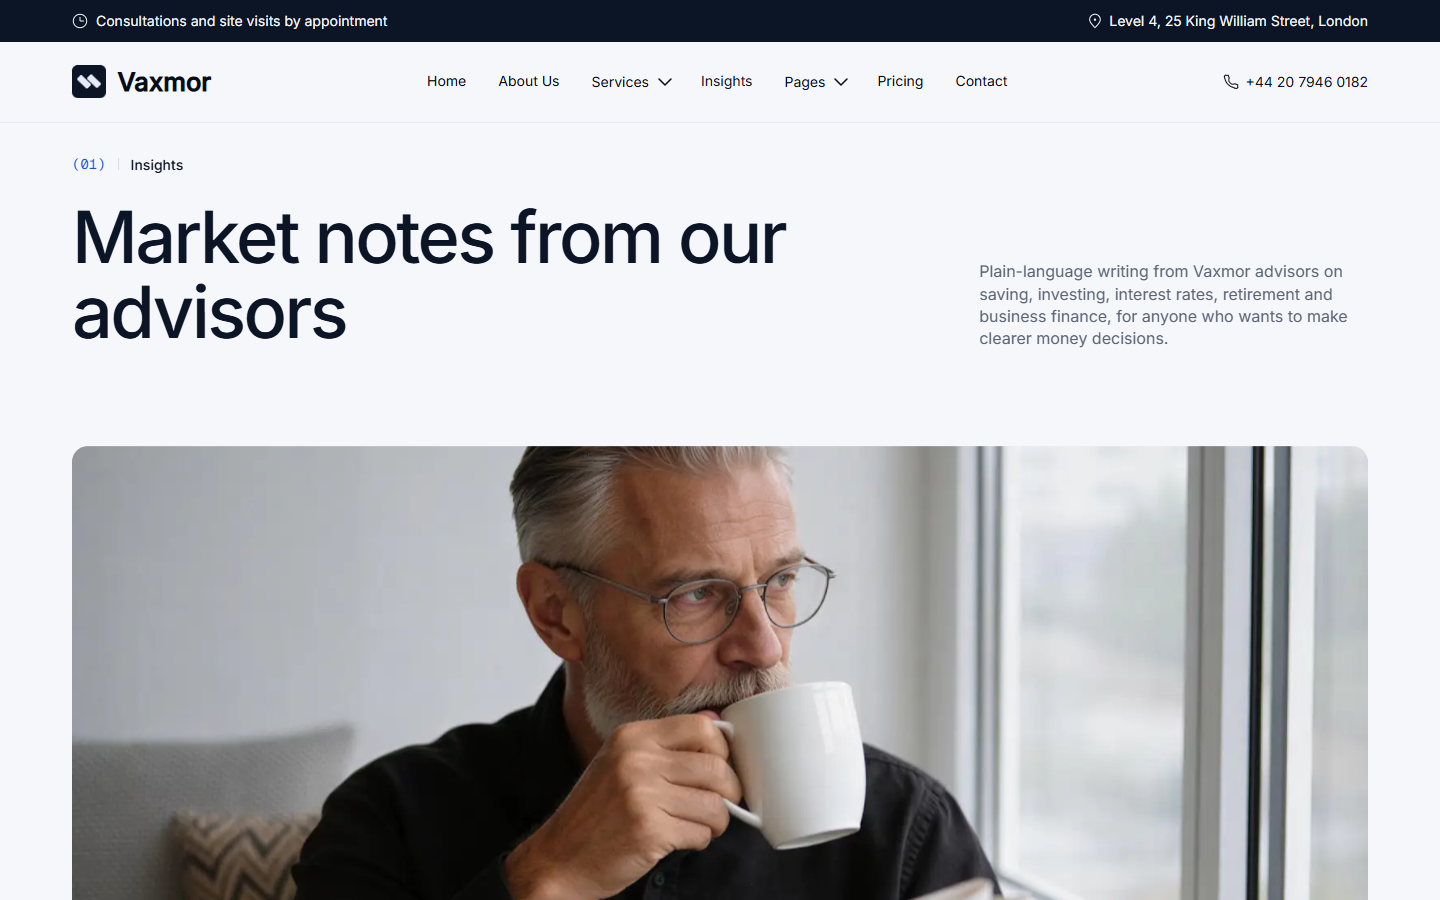 Consultations and site visits by appointment
Level 4, 25 King William Street, London
Vaxmor
Home
About Us
Services
Insights
Pages
Pricing
Contact
+44 20 7946 0182
(01)
Insights
Market notes from our
advisors
Plain-language writing from Vaxmor advisors on
saving, investing, interest rates, retirement and
business finance, for anyone who wants to make
clearer money decisions.